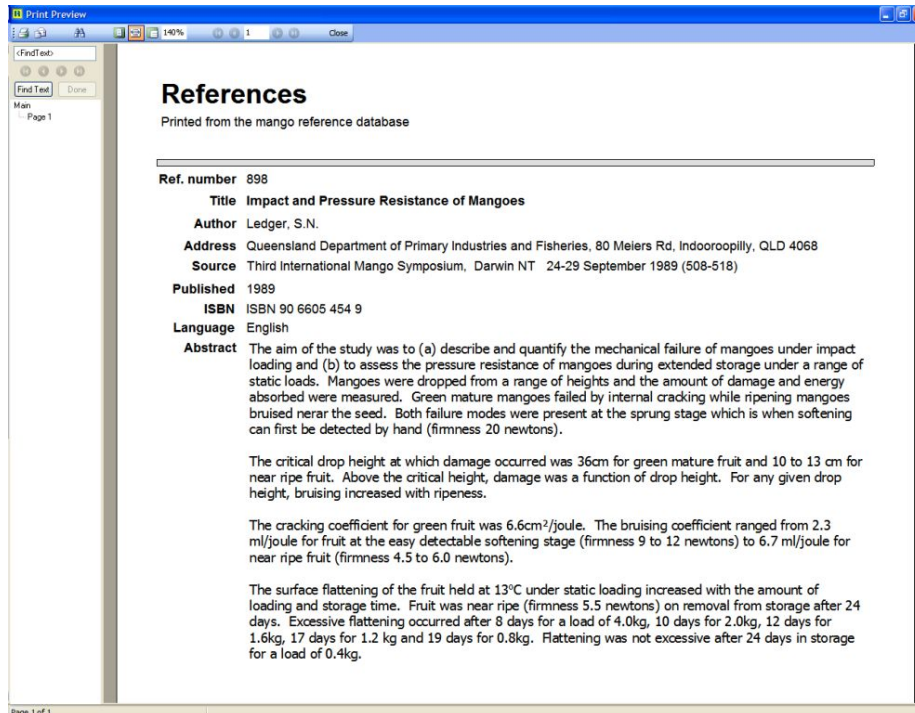 Print Preview
140% 1 Close
<FindText>
Find Text Done
Main
Page 1
References
Printed from the mango reference database
Ref. number 898
Title Impact and Pressure Resistance of Mangoes
Author Ledger, S.N.
Address Queensland Department of Primary Industries and Fisheries, 80 Meiers Rd, Indooroopilly, QLD 4068
Source Third International Mango Symposium, Darwin NT 24-29 September 1989 (508-518)
Published 1989
ISBN ISBN 90 6605 454 9
Language English
Abstract The aim of the study was to (a) describe and quantify the mechanical failure of mangoes under impact
loading and (b) to assess the pressure resistance of mangoes during extended storage under a range of
static loads. Mangoes were dropped from a range of heights and the amount of damage and energy
absorbed were measured. Green mature mangoes failed by internal cracking while ripening mangoes
bruised nerar the seed. Both failure modes were present at the sprung stage which is when softening
can first be detected by hand (firmness 20 newtons).
The critical drop height at which damage occurred was 36cm for green mature fruit and 10 to 13 cm for
near ripe fruit. Above the critical height, damage was a function of drop height. For any given drop
height, bruising increased with ripeness.
The cracking coefficient for green fruit was 6.6cm²/joule. The bruising coefficient ranged from 2.3
ml/joule for fruit at the easy detectable softening stage (firmness 9 to 12 newtons) to 6.7 ml/joule for
near ripe fruit (firmness 4.5 to 6.0 newtons).
The surface flattening of the fruit held at 13ºC under static loading increased with the amount of
loading and storage time. Fruit was near ripe (firmness 5.5 newtons) on removal from storage after 24
days. Excessive flattening occurred after 8 days for a load of 4.0kg, 10 days for 2.0kg, 12 days for
1.6kg, 17 days for 1.2 kg and 19 days for 0.8kg. Flattening was not excessive after 24 days in storage
for a load of 0.4kg.
Page 1 of 1